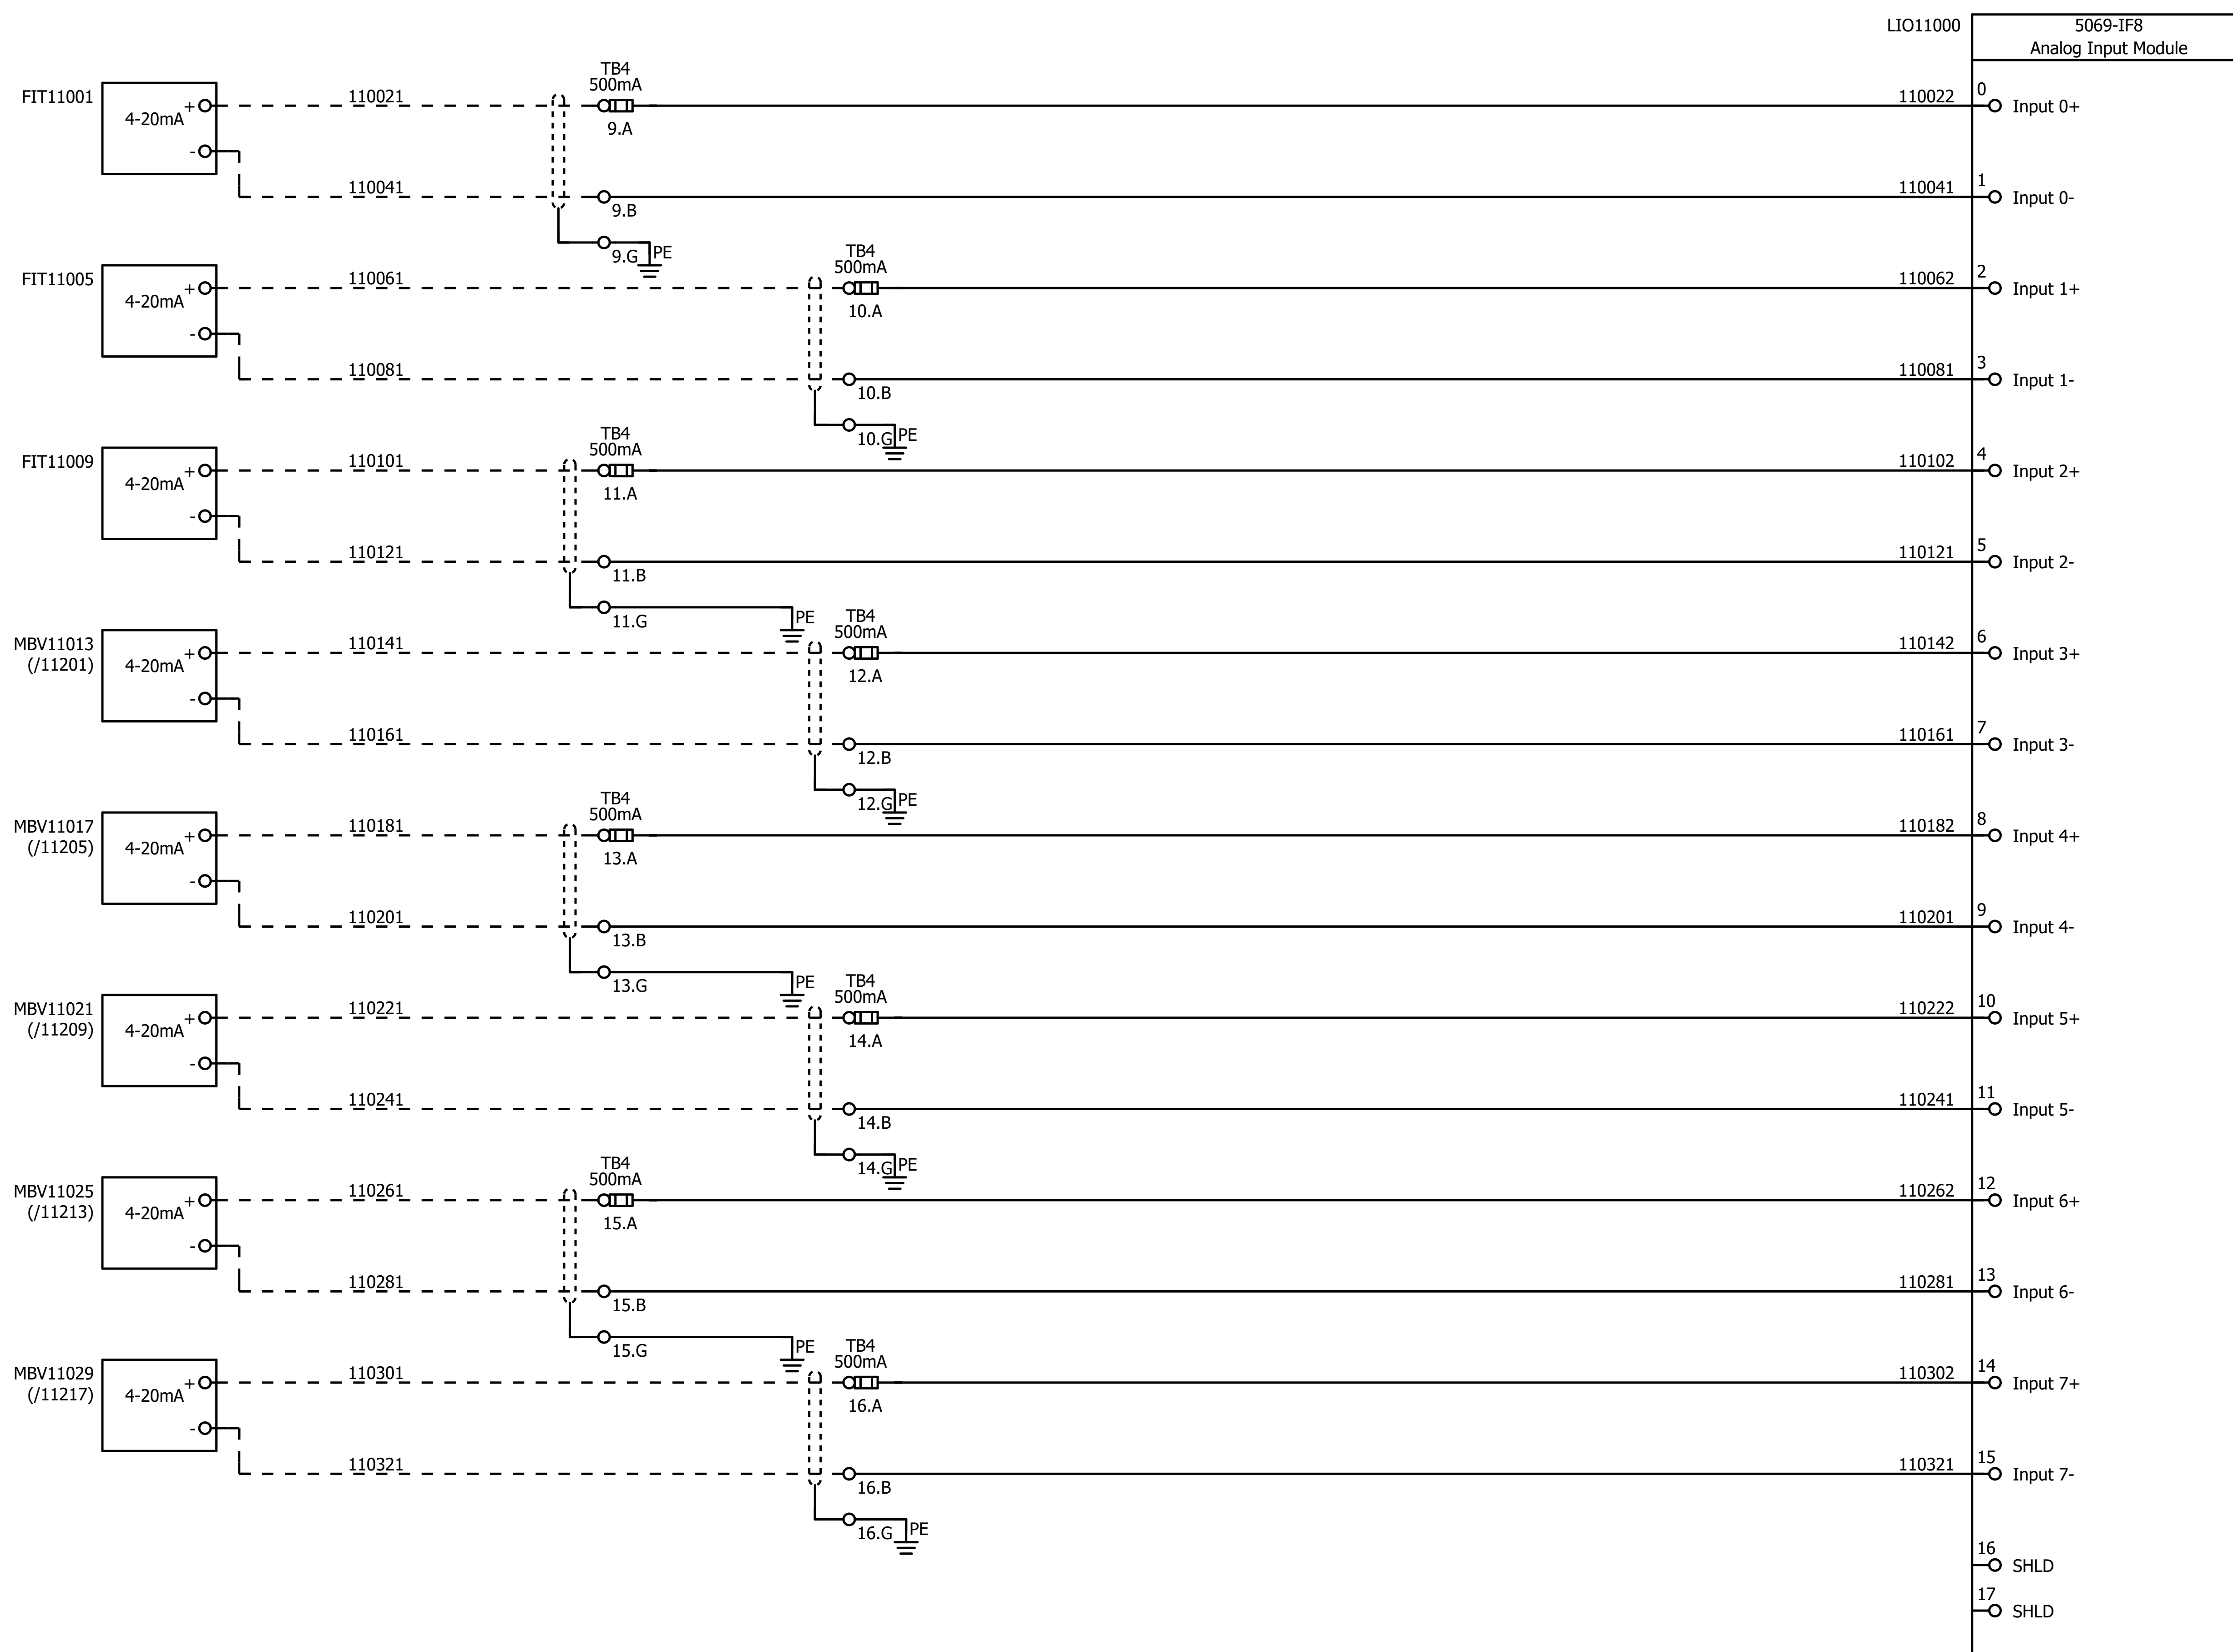 LIO11000
5069-IF8
Analog Input Module
FIT11001
4-20mA
+
-
110021
TB4
500mA
9.A
110022
0
Input 0+
110041
9.B
110041
1
Input 0-
9.G
PE
FIT11005
4-20mA
+
-
110061
TB4
500mA
10.A
110062
2
Input 1+
110081
10.B
110081
3
Input 1-
10.G
PE
FIT11009
4-20mA
+
-
110101
TB4
500mA
11.A
110102
4
Input 2+
110121
11.B
110121
5
Input 2-
11.G
PE
MBV11013
(/11201)
4-20mA
+
-
110141
TB4
500mA
12.A
110142
6
Input 3+
110161
12.B
110161
7
Input 3-
12.G
PE
MBV11017
(/11205)
4-20mA
+
-
110181
TB4
500mA
13.A
110182
8
Input 4+
110201
13.B
110201
9
Input 4-
13.G
PE
MBV11021
(/11209)
4-20mA
+
-
110221
TB4
500mA
14.A
110222
10
Input 5+
110241
14.B
110241
11
Input 5-
14.G
PE
MBV11025
(/11213)
4-20mA
+
-
110261
TB4
500mA
15.A
110262
12
Input 6+
110281
15.B
110281
13
Input 6-
15.G
PE
MBV11029
(/11217)
4-20mA
+
-
110301
TB4
500mA
16.A
110302
14
Input 7+
110321
16.B
110321
15
Input 7-
16.G
PE
16
SHLD
17
SHLD